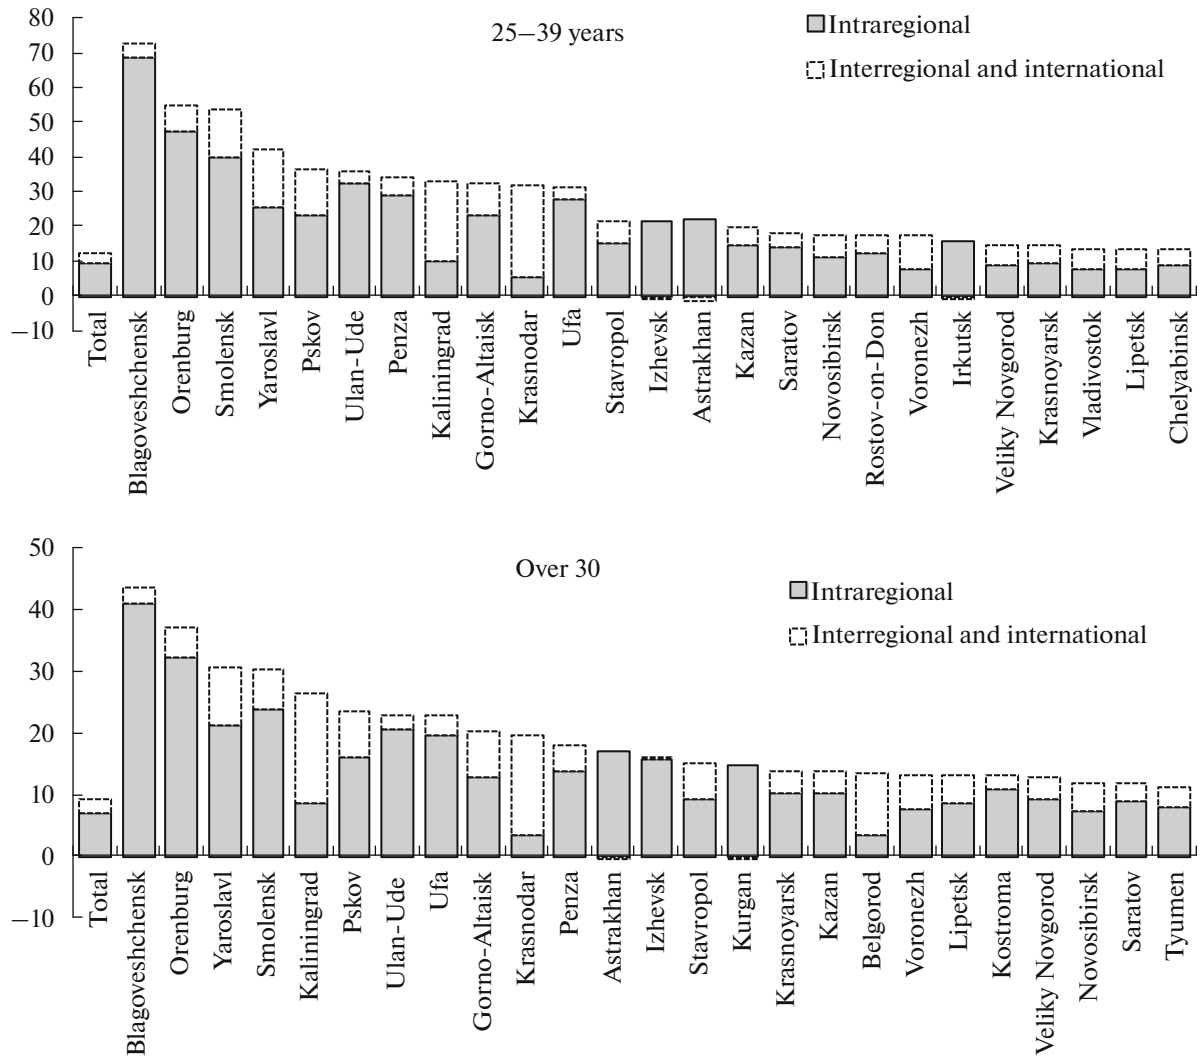 80
70
60
50
40
30
20
10
0
−10
25–39 years
Intraregional
Interregional and international
Total
Blagoveshchensk
Orenburg
Smolensk
Yaroslavl
Pskov
Ulan-Ude
Penza
Kaliningrad
Gorno-Altaisk
Krasnodar
Ufa
Stavropol
Izhevsk
Astrakhan
Kazan
Saratov
Novosibirsk
Rostov-on-Don
Voronezh
Irkutsk
Veliky Novgorod
Krasnoyarsk
Vladivostok
Lipetsk
Chelyabinsk
50
40
30
20
10
0
−10
Over 30
Intraregional
Interregional and international
Total
Blagoveshchensk
Orenburg
Yaroslavl
Smolensk
Kaliningrad
Pskov
Ulan-Ude
Ufa
Gorno-Altaisk
Krasnodar
Penza
Astrakhan
Izhevsk
Stavropol
Kurgan
Krasnoyarsk
Kazan
Belgorod
Voronezh
Lipetsk
Kostroma
Veliky Novgorod
Novosibirsk
Saratov
Tyumen